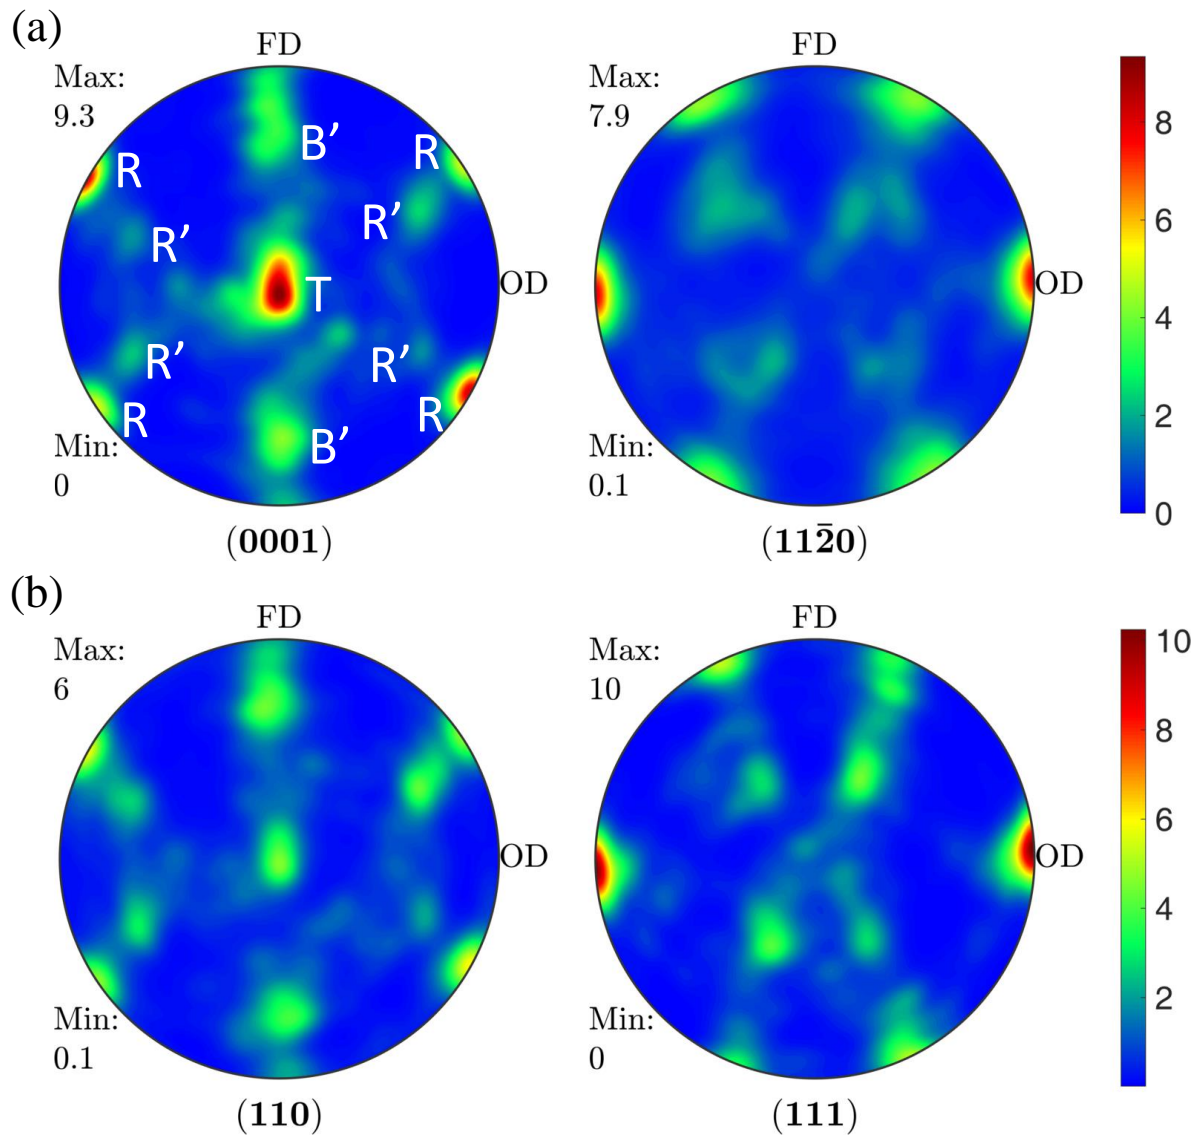 (a)
FD
FD
Max:
9.3
Max:
7.9
8
6
4
2
0
B′
R
R
R′
R′
T
OD
OD
R′
R′
R
R
B′
Min:
0
Min:
0.1
(0001)
(112̄0)
(b)
FD
FD
Max:
6
Max:
10
10
8
6
4
2
OD
OD
Min:
0.1
Min:
0
(110)
(111)